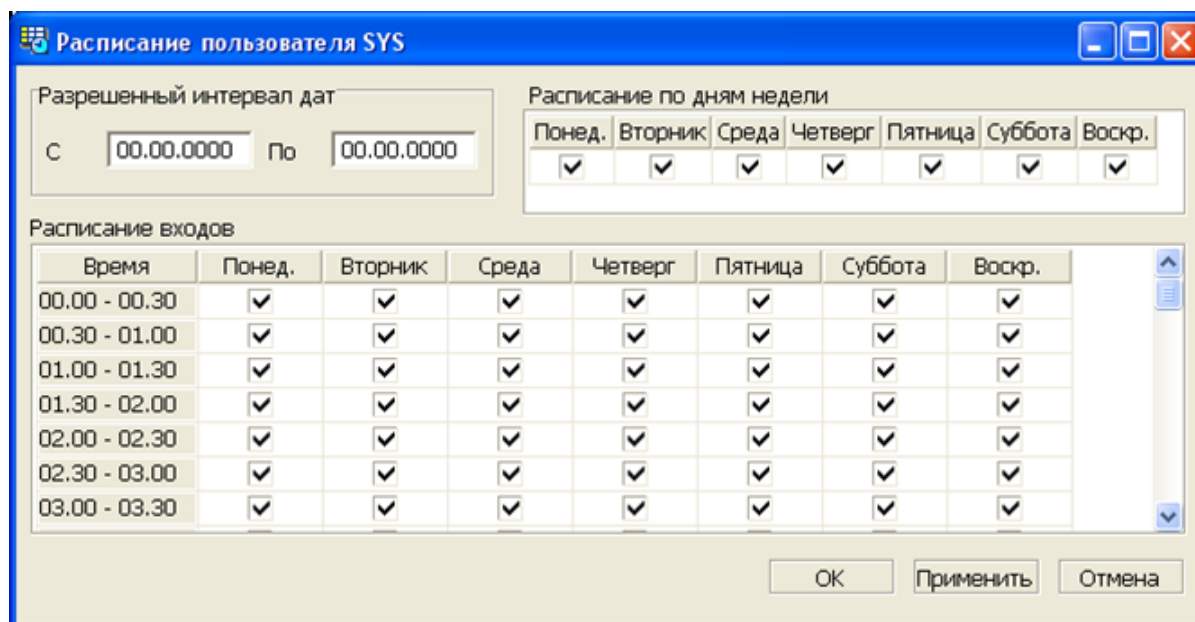 Расписание пользователя SYS
Разрешенный интервал дат
С 00.00.0000 По 00.00.0000
Расписание по дням недели
Понед. Вторник Среда Четверг Пятница Суббота Воскр.
Расписание входов
Время Понед. Вторник Среда Четверг Пятница Суббота Воскр.
00.00 - 00.30
00.30 - 01.00
01.00 - 01.30
01.30 - 02.00
02.00 - 02.30
02.30 - 03.00
03.00 - 03.30
ОК Применить Отмена